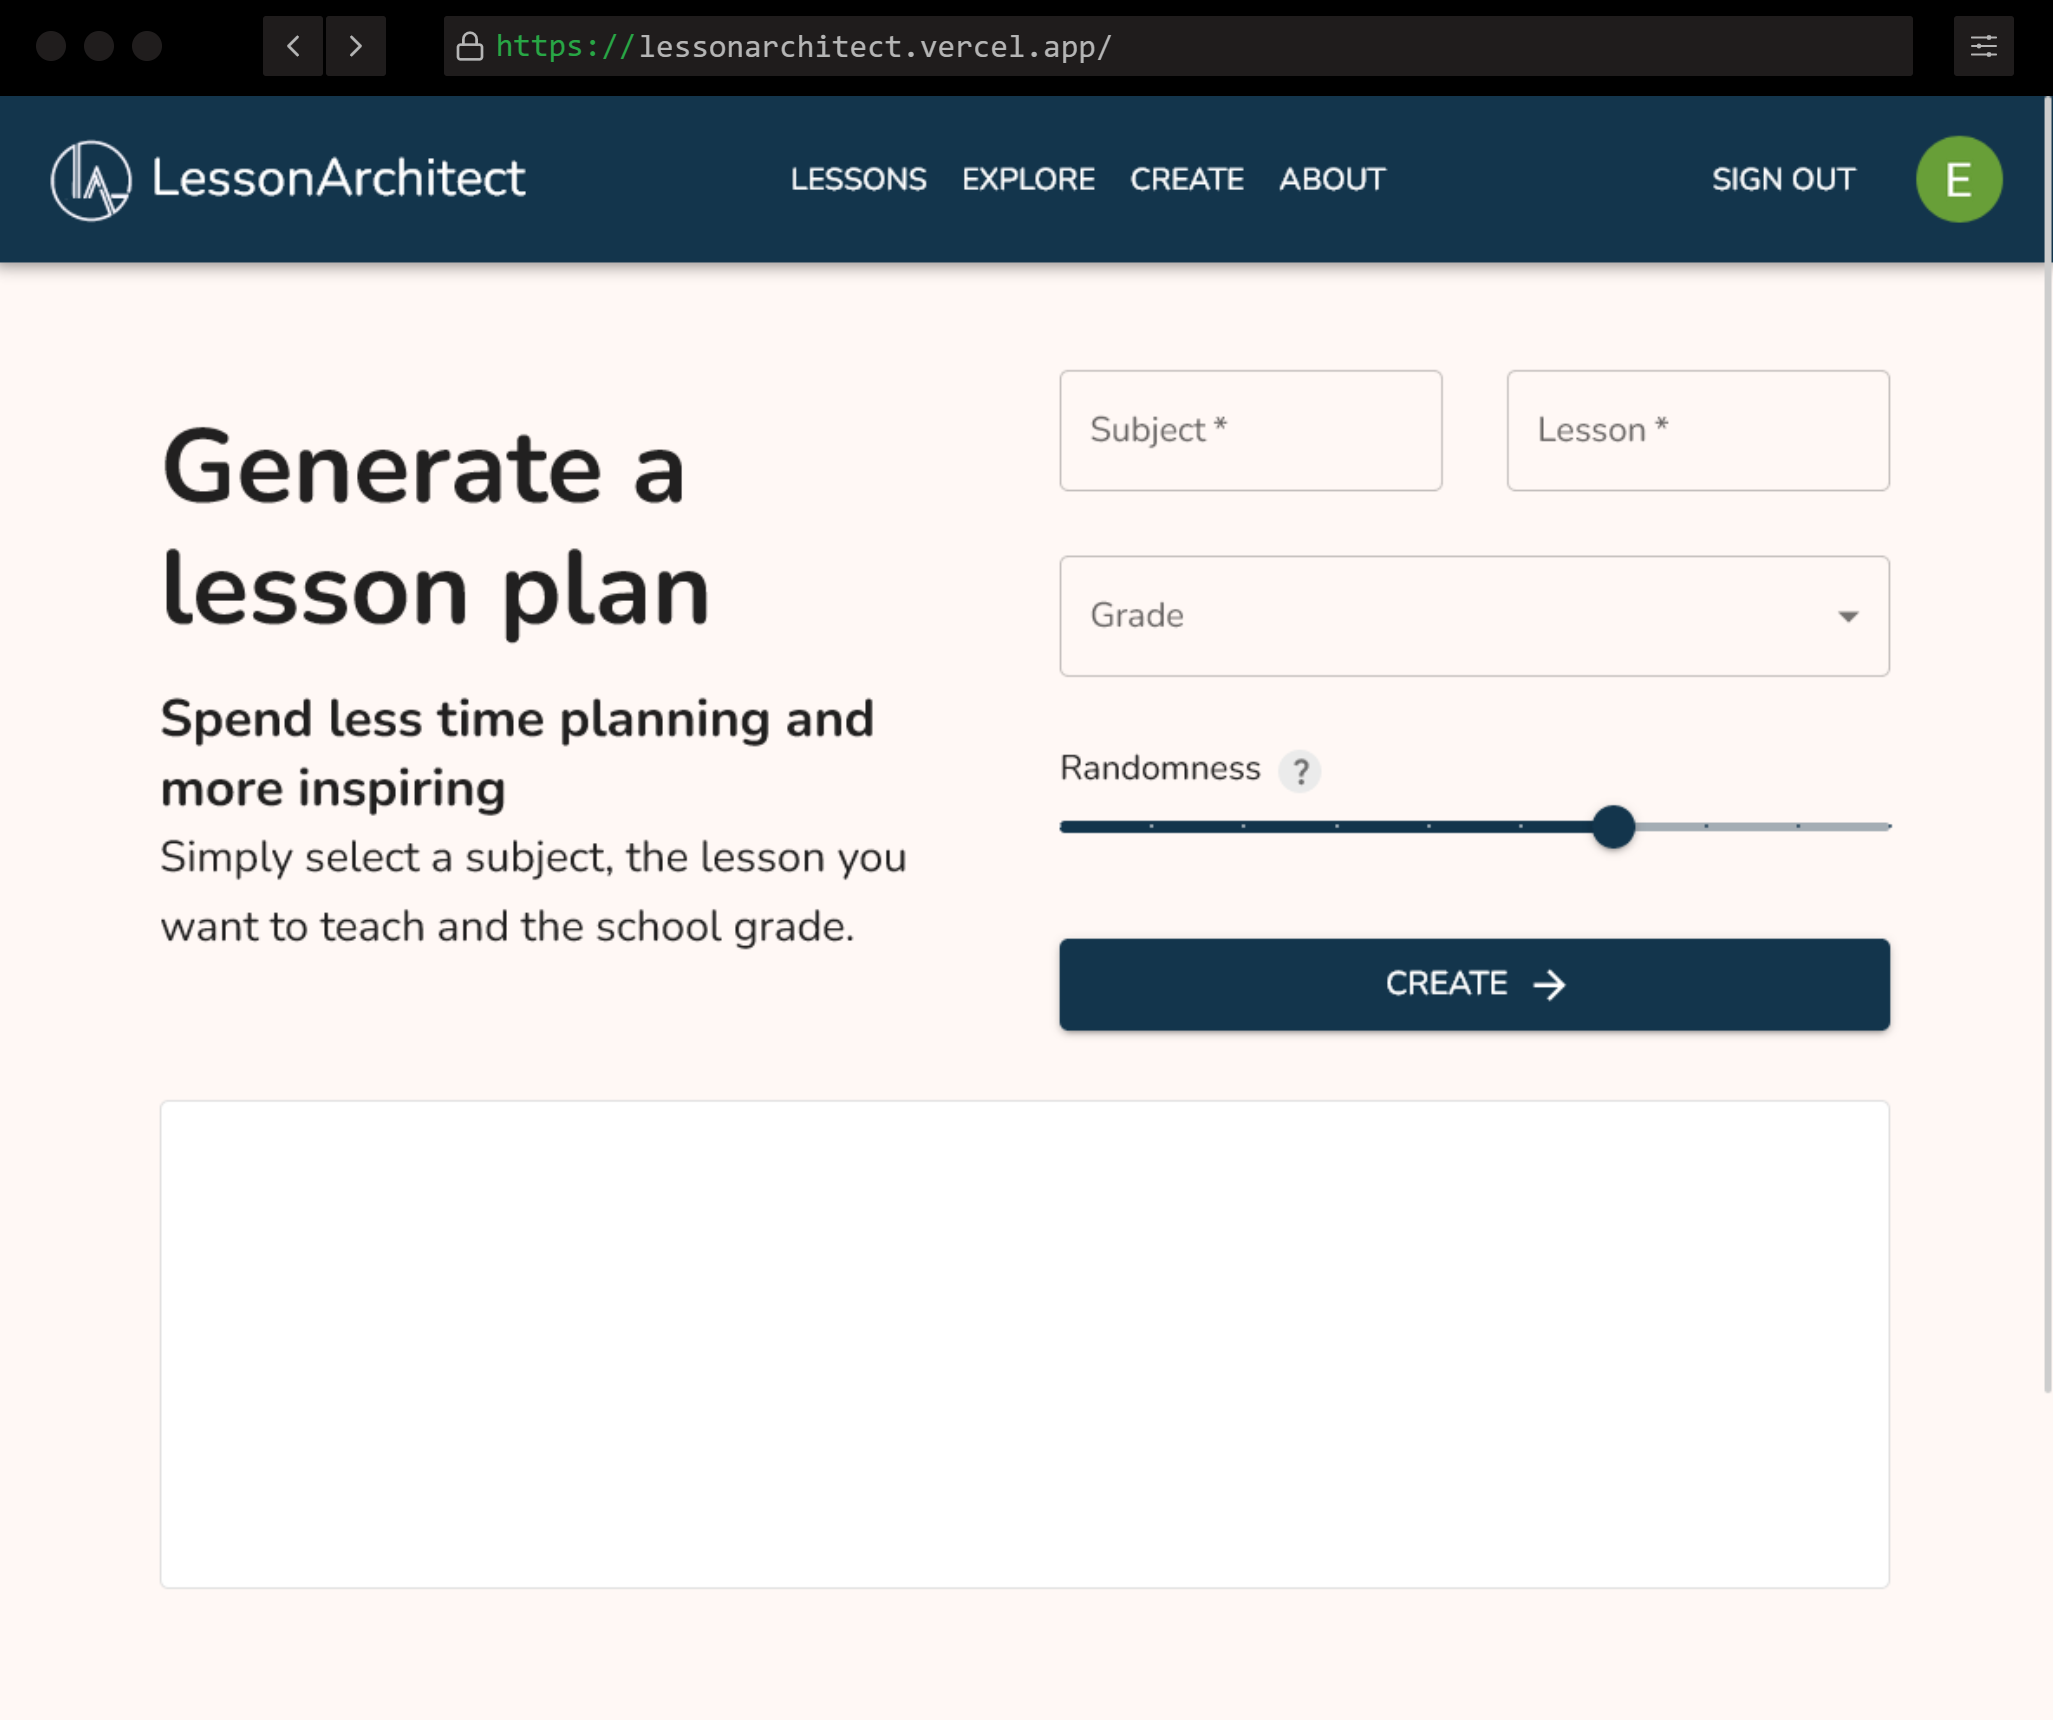 https://lessonarchitect.vercel.app/
LessonArchitect
LESSONS EXPLORE CREATE ABOUT
SIGN OUT
E
Generate a
lesson plan
Spend less time planning and
more inspiring
Simply select a subject, the lesson you
want to teach and the school grade.
Subject *
Lesson *
Grade
Randomness ?
CREATE →